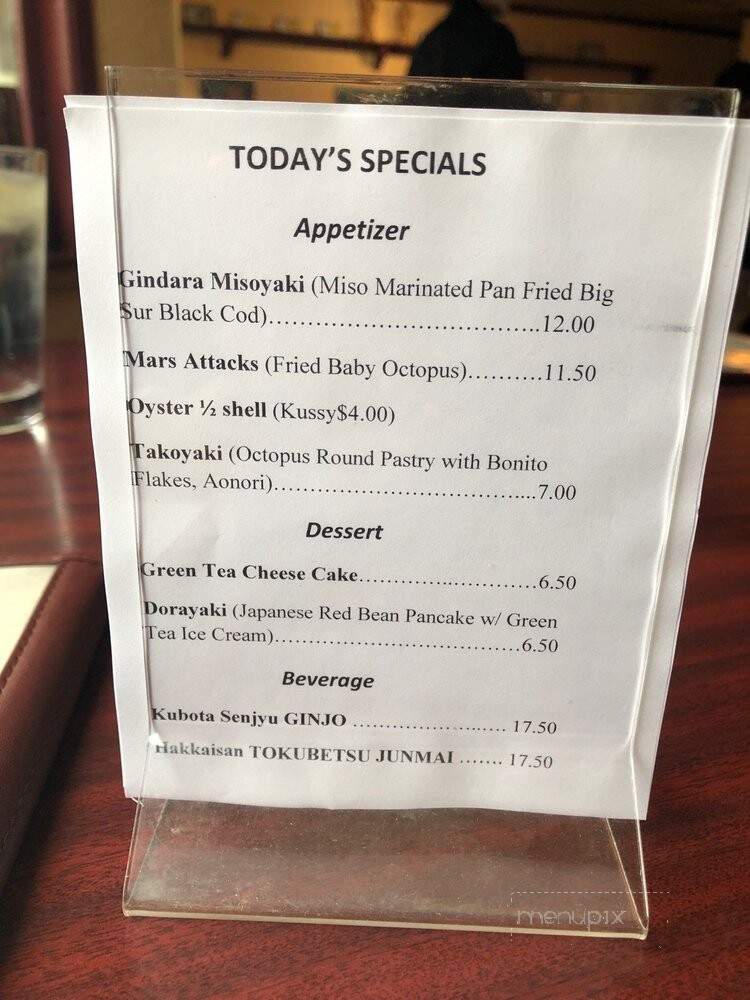 TODAY'S SPECIALS
Appetizer
Gindara Misoyaki (Miso Marinated Pan Fried Big
Sur Black Cod)......................................12.00
Mars Attacks (Fried Baby Octopus)..........11.50
Oyster ½ shell (Kussy$4.00)
Takoyaki (Octopus Round Pastry with Bonito
Flakes, Aonori)....................................7.00
Dessert
Green Tea Cheese Cake..........................6.50
Dorayaki (Japanese Red Bean Pancake w/ Green
Tea Ice Cream)...................................6.50
Beverage
Kubota Senjyu GINJO .......................... 17.50
Hakkaisan TOKUBETSU JUNMAI ....... 17.50
menupix